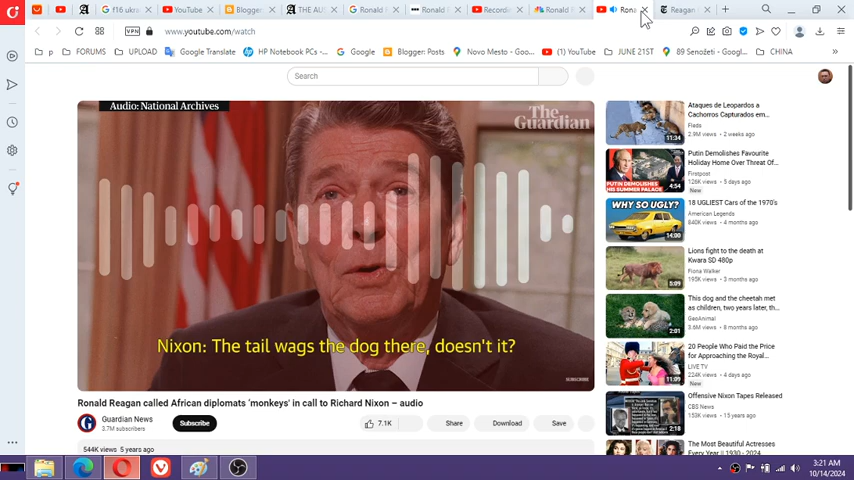 f16 ukra
YouTube
Blogger:
THE AUS
Ronald
Ronald
Recordi
Ronald
Rona
Reagan
VPN
www.youtube.com/watch
p
FORUMS
UPLOAD
Google Translate
HP Notebook PC's -...
Google
Blogger: Posts
Novo Mesto - Googl...
(1) YouTube
JUNE 21ST
89 Senožeti - Googl...
CHINA
Search
Audio: National Archives
The Guardian
Nixon: The tail wags the dog there, doesn't it?
SUBSCRIBE
Ronald Reagan called African diplomats 'monkeys' in call to Richard Nixon – audio
Guardian News
3.7M subscribers
Subscribe
7.1K
Share
Download
Save
544K views 5 years ago
Ataques de Leopardos a
Cachorros Capturados em...
Fleds
2.9M views • 2 weeks ago
11:34
Putin Demolishes Favourite
Holiday Home Over Threat Of...
Firstpost
126K views • 5 days ago
New
PUTIN DEMOLISHES
HIS SUMMER PALACE
4:54
18 UGLIEST Cars of the 1970's
American Legends
840K views • 4 months ago
WHY SO UGLY?
14:00
Lions fight to the death at
Kwara SD 480p
Fiona Walker
195K views • 3 months ago
5:09
This dog and the cheetah met
as children, two years later, th...
GeoAnimal
3.6M views • 8 months ago
2:01
20 People Who Paid the Price
for Approaching the Royal...
LIVE TV
224K views • 4 days ago
New
11:09
Offensive Nixon Tapes Released
CBS News
163K views • 15 years ago
2:18
The Most Beautiful Actresses
Every Year || 1930 - 2024
3:21 AM
10/14/2024